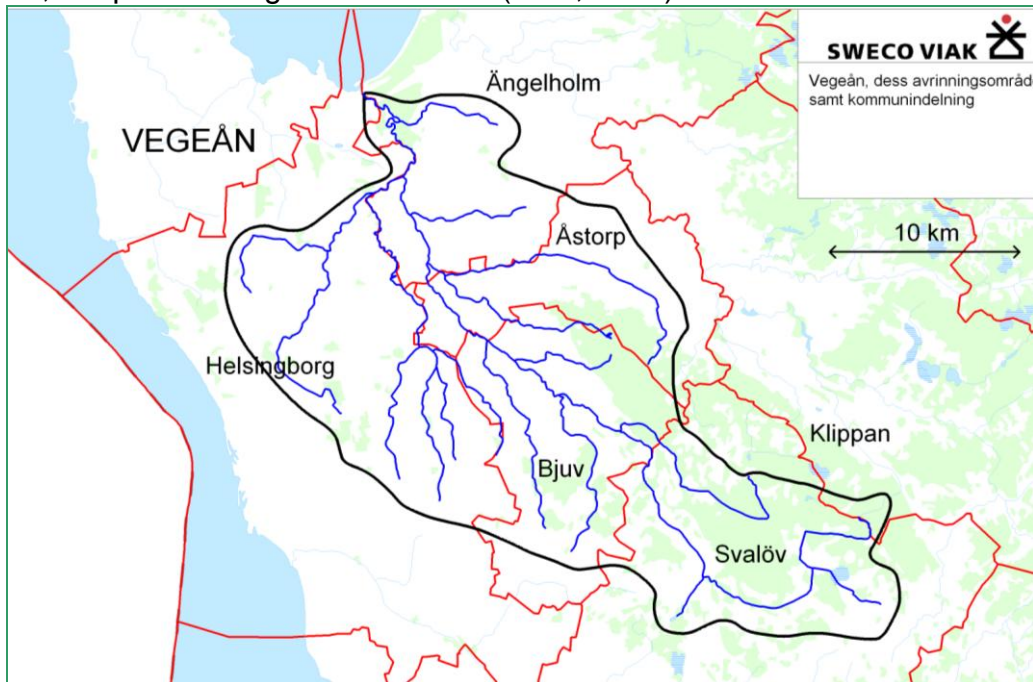 SWECO VIAK
Vegeån, dess avrinningsområde
samt kommunindelning
Ängelholm
VEGEÅN
Åstorp
10 km
Helsingborg
Klippan
Bjuv
Svalöv